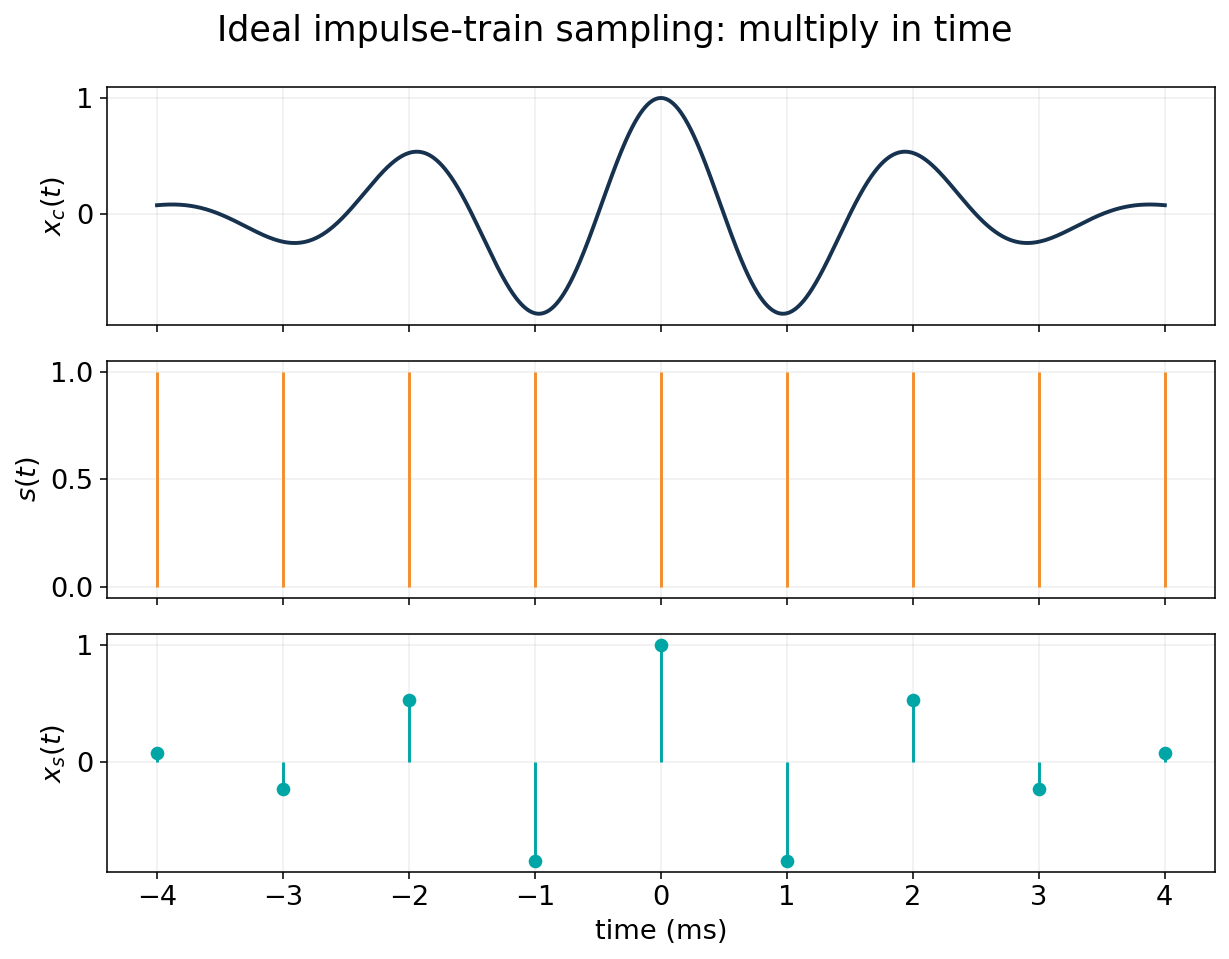 Ideal impulse-train sampling: multiply in time
1
0
x_c(t)
1.0
0.5
0.0
s(t)
1
0
x_s(t)
−4 −3 −2 −1 0 1 2 3 4
time (ms)